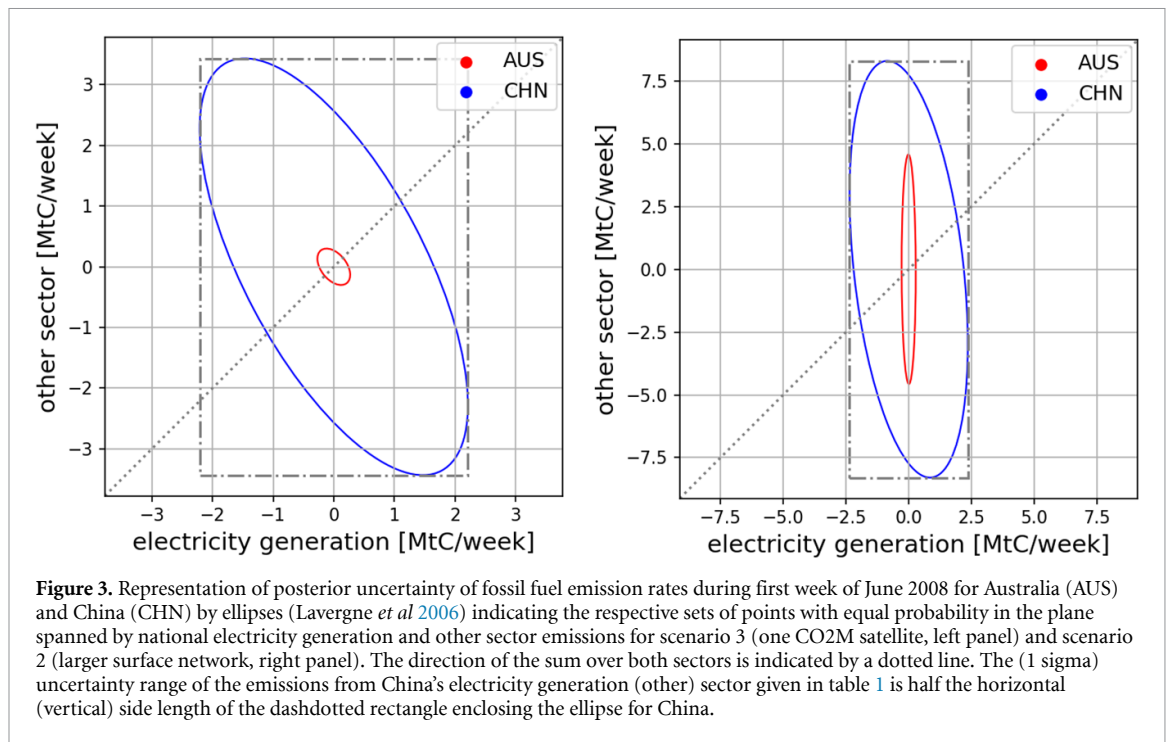 AUS
CHN
3
2
1
0
−1
−2
−3
other sector [MtC/week]
−3 −2 −1 0 1 2 3
electricity generation [MtC/week]
AUS
CHN
7.5
5.0
2.5
0.0
−2.5
−5.0
−7.5
other sector [MtC/week]
−7.5 −5.0 −2.5 0.0 2.5 5.0 7.5
electricity generation [MtC/week]
Figure 3. Representation of posterior uncertainty of fossil fuel emission rates during first week of June 2008 for Australia (AUS)
and China (CHN) by ellipses (Lavergne et al 2006) indicating the respective sets of points with equal probability in the plane
spanned by national electricity generation and other sector emissions for scenario 3 (one CO2M satellite, left panel) and scenario
2 (larger surface network, right panel). The direction of the sum over both sectors is indicated by a dotted line. The (1 sigma)
uncertainty range of the emissions from China's electricity generation (other) sector given in table 1 is half the horizontal
(vertical) side length of the dashdotted rectangle enclosing the ellipse for China.